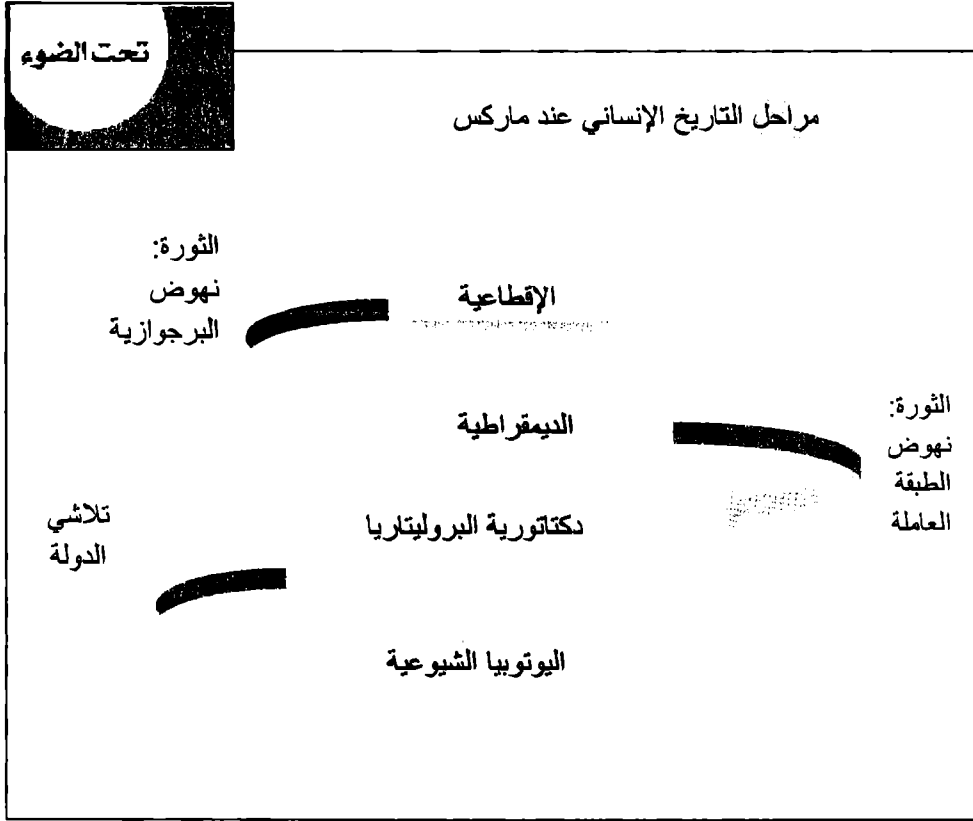 تحت الضوء
مراحل التاريخ الإنساني عند ماركس
الإقطاعية
الثورة:
نهوض
البرجوازية
الديمقراطية
الثورة:
نهوض
الطبقة
العاملة
دكتاتورية البروليتاريا
تلاشي
الدولة
اليوتوبيا الشيوعية